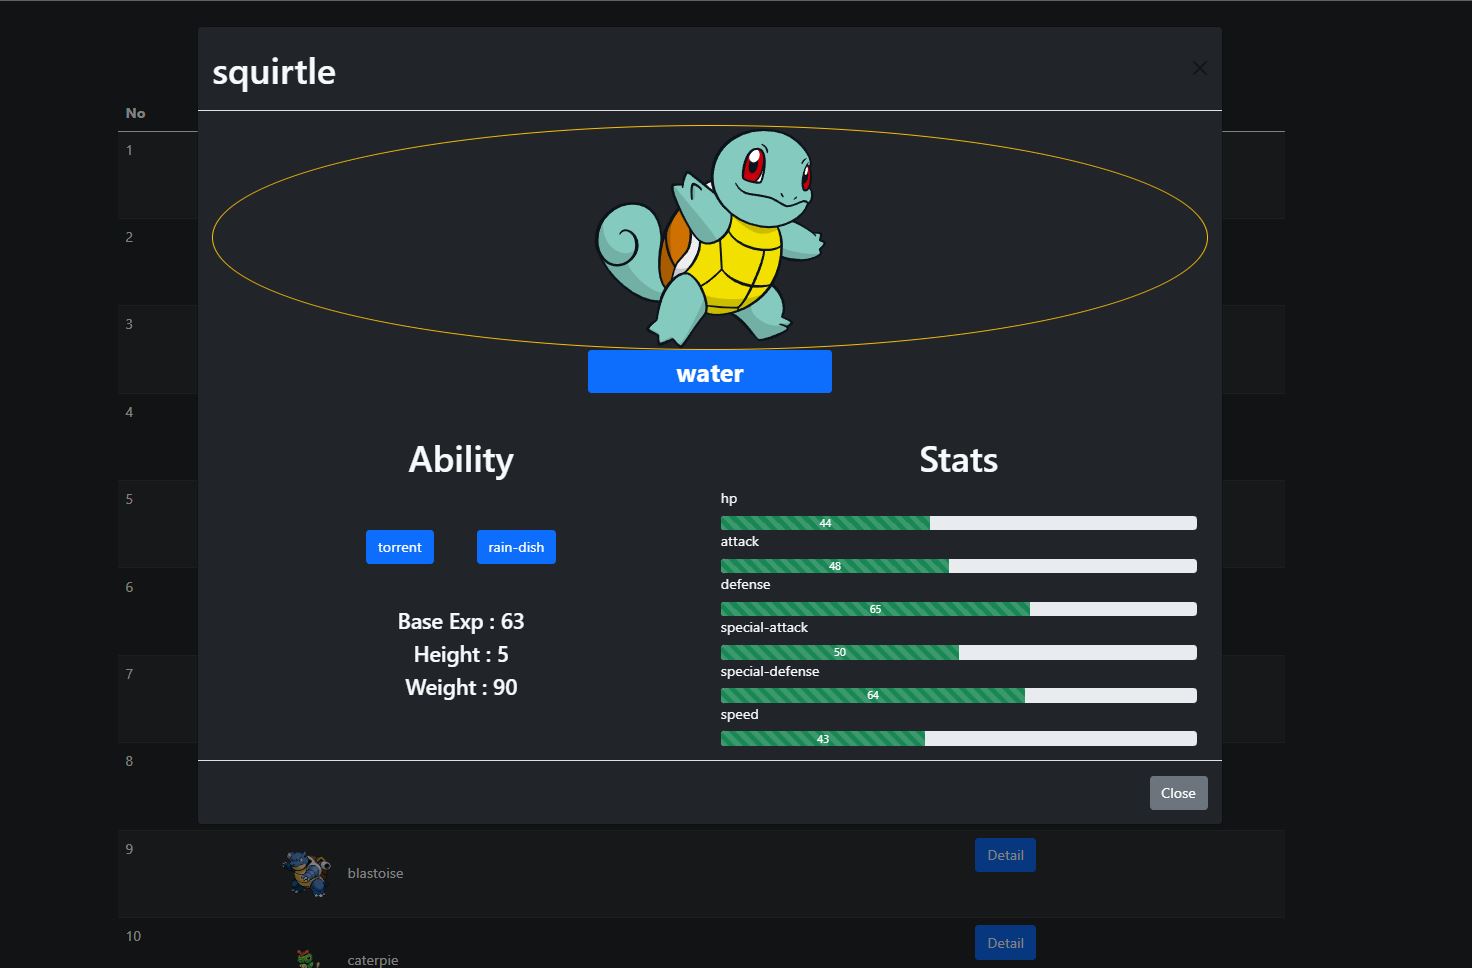 squirtle
×
No
1
2
3
4
5
6
7
8
water
Ability
torrent
rain-dish
Base Exp : 63
Height : 5
Weight : 90
Stats
hp
44
attack
48
defense
65
special-attack
50
special-defense
64
speed
43
Close
9
blastoise
Detail
10
caterpie
Detail